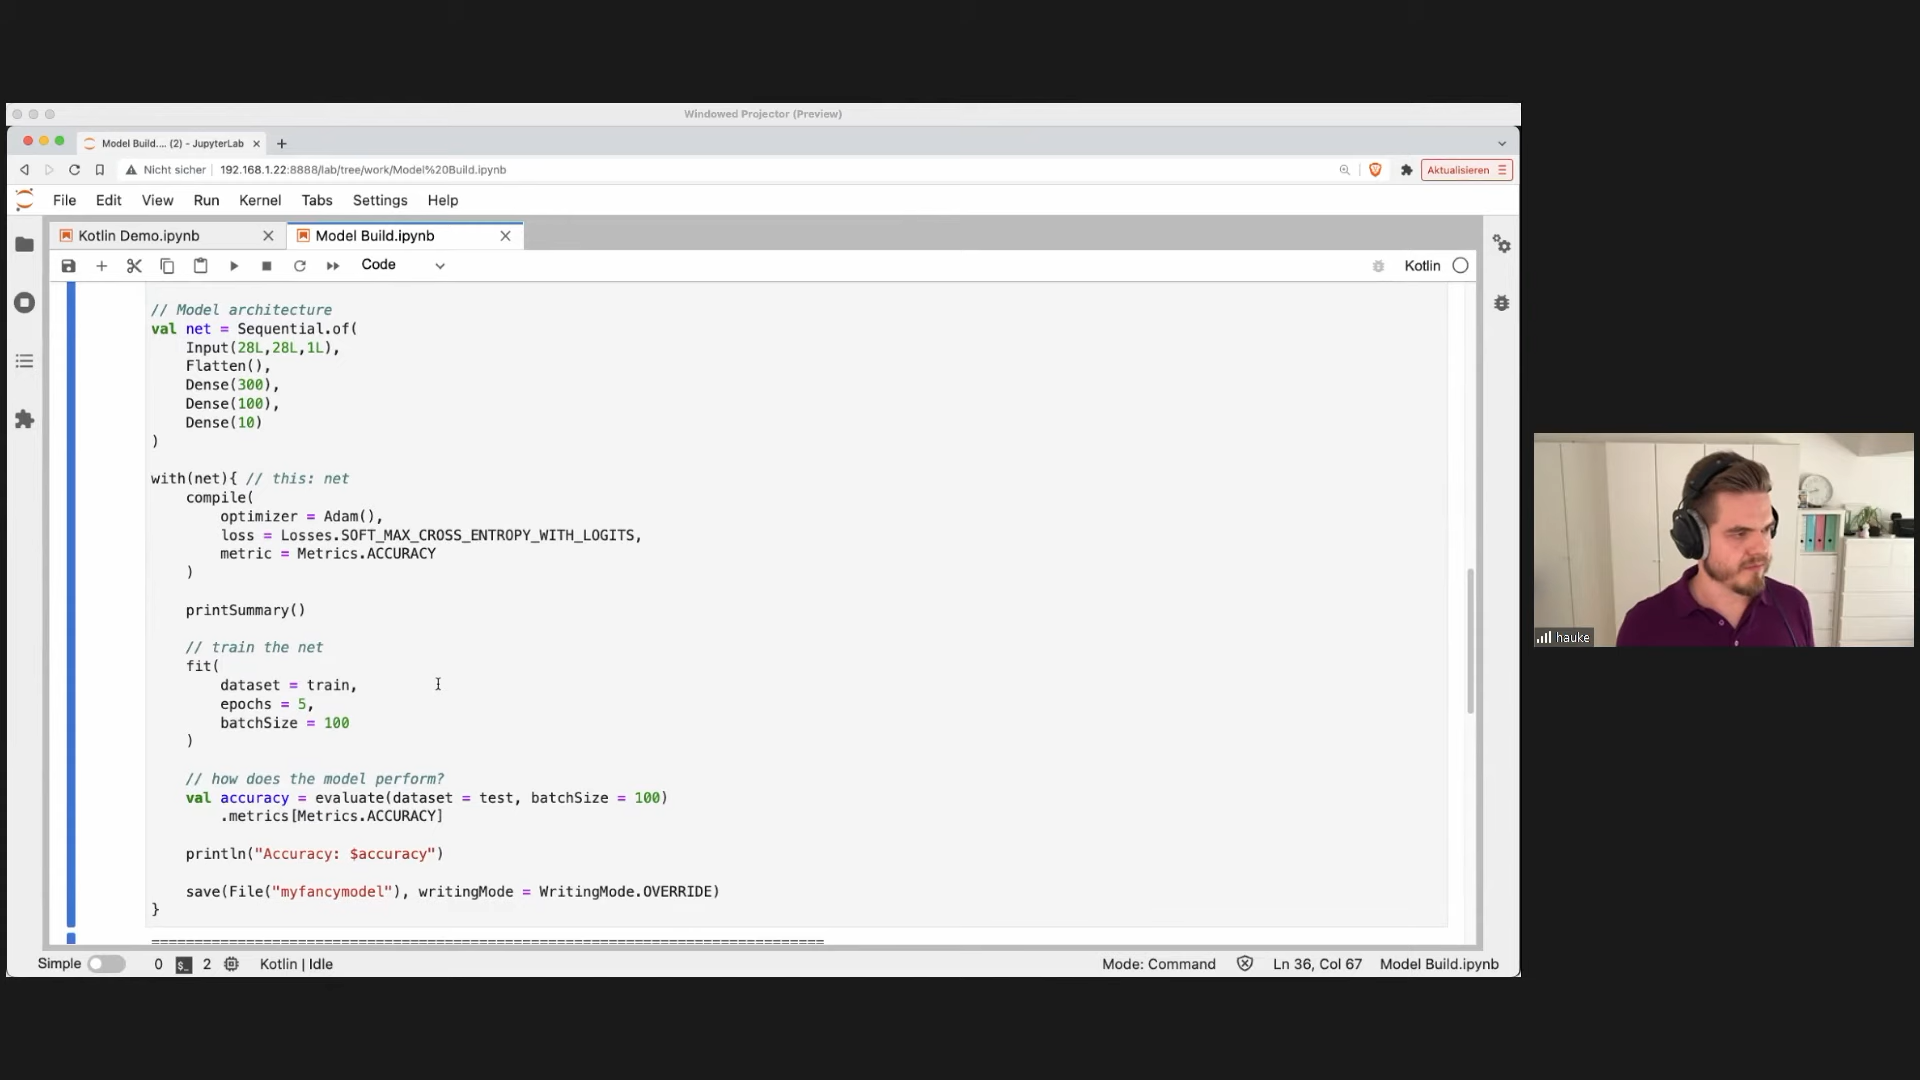 Windowed Projector (Preview)
Model Build.... (2) - JupyterLab
Nicht sicher
192.168.1.22:8888/lab/tree/work/Model%20Build.ipynb
Aktualisieren
File Edit View Run Kernel Tabs Settings Help
Kotlin Demo.ipynb
Model Build.ipynb
Code
Kotlin
// Model architecture
val net = Sequential.of(
Input(28L,28L,1L),
Flatten(),
Dense(300),
Dense(100),
Dense(10)
)
with(net){ // this: net
compile(
optimizer = Adam(),
loss = Losses.SOFT_MAX_CROSS_ENTROPY_WITH_LOGITS,
metric = Metrics.ACCURACY
)
printSummary()
// train the net
fit(
dataset = train,
epochs = 5,
batchSize = 100
)
// how does the model perform?
val accuracy = evaluate(dataset = test, batchSize = 100)
.metrics[Metrics.ACCURACY]
println("Accuracy: $accuracy")
save(File("myfancymodel"), writingMode = WritingMode.OVERRIDE)
}
==============================================================================
Simple 0 $_ 2 Kotlin | Idle
Mode: Command Ln 36, Col 67 Model Build.ipynb
hauke